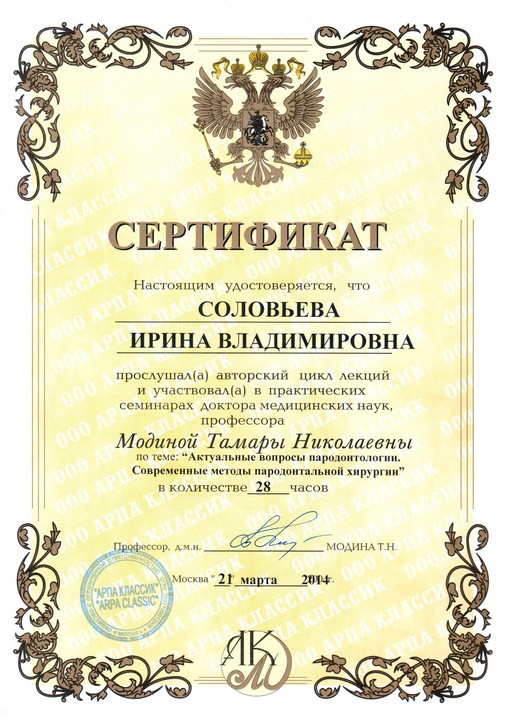 СЕРТИФИКАТ
Настоящим удостоверяется, что
СОЛОВЬЕВА
ИРИНА ВЛАДИМИРОВНА
прослушал(а) авторский цикл лекций
и участвовал(а) в практических
семинарах доктора медицинских наук,
профессора
Модиной Тамары Николаевны
по теме: “Актуальные вопросы пародонтологии.
Современные методы пародонтальной хирургии”
в количестве 28 часов
Профессор, д.м.н. МОДИНА Т.Н.
Москва "21" марта 2014 г.
"АРПА КЛАССИК"
"ARPA CLASSIC"
АКМ
ООО АРПА КЛАССИК